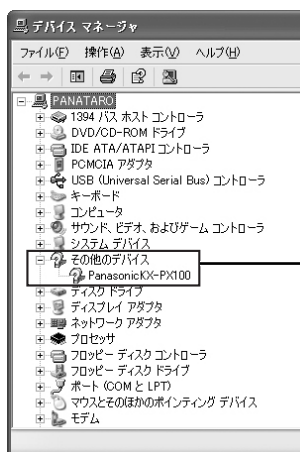 デバイス マネージャ
ファイル(F) 操作(A) 表示(V) ヘルプ(H)
PANATARO
1394 バス ホスト コントローラ
DVD/CD-ROM ドライブ
IDE ATA/ATAPI コントローラ
PCMCIA アダプタ
USB (Universal Serial Bus) コントローラ
キーボード
コンピュータ
サウンド、ビデオ、およびゲーム コントローラ
システム デバイス
その他のデバイス
PanasonicKX-PX100
ディスク ドライブ
ディスプレイ アダプタ
ネットワーク アダプタ
プロセッサ
フロッピー ディスク コントローラ
フロッピー ディスク ドライブ
ポート (COM と LPT)
マウスとそのほかのポインティング デバイス
モデム